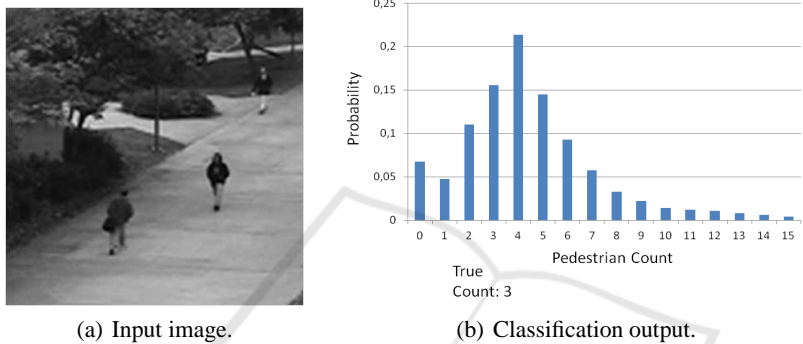 0,25
0,2
0,15
0,1
0,05
0
Probability
0 1 2 3 4 5 6 7 8 9 10 11 12 13 14 15
Pedestrian Count
True
Count: 3
(a) Input image.
(b) Classification output.